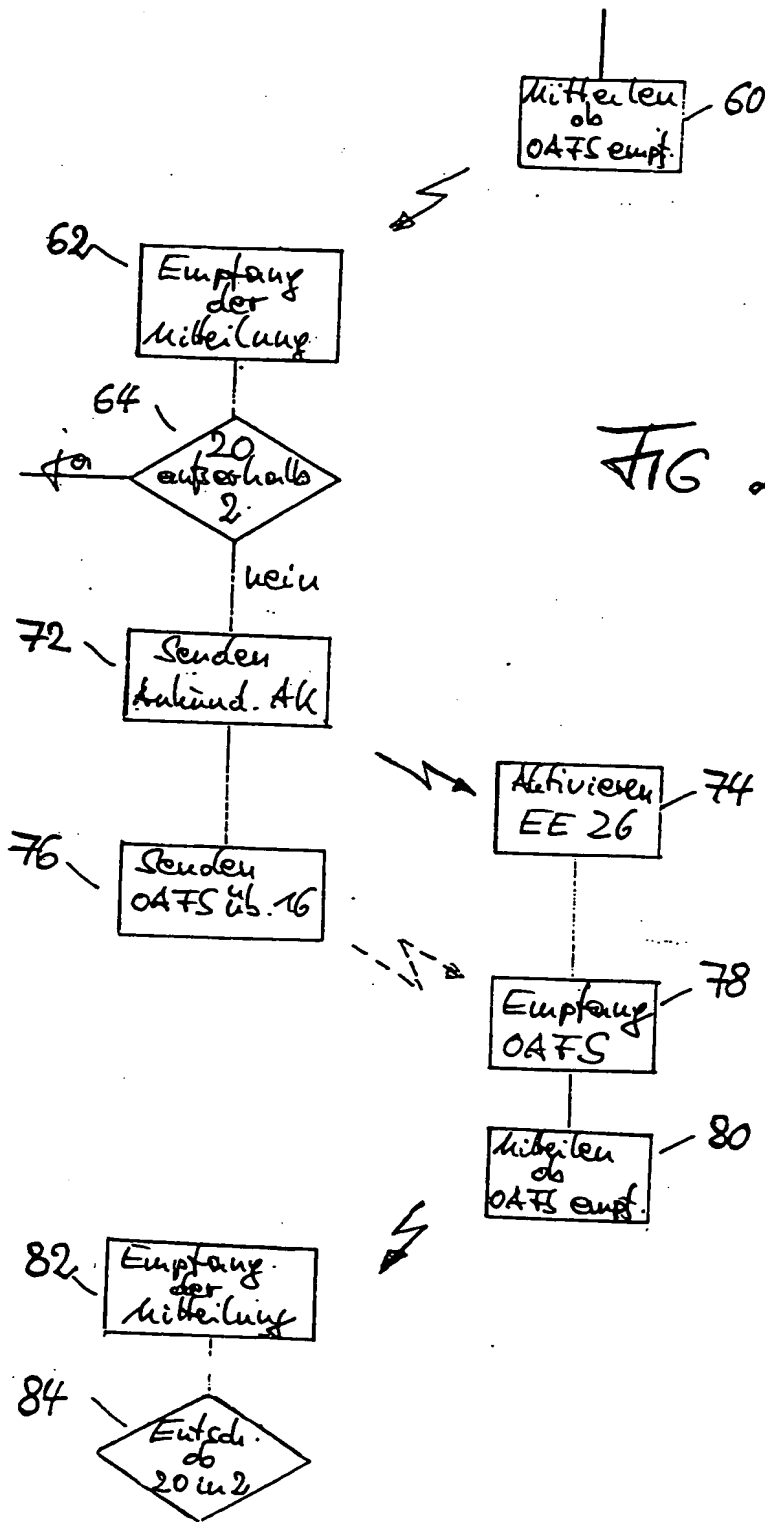 Mitteilen
ob
OAFS empf.
60
62
Empfang
der
Mitteilung
64
20
außerhalb
2
ja
nein
FIG.
72
Senden
Ankünd. AK
Aktivieren
EE 26
74
76
Senden
OAFS üb. 16
Empfang
OAFS
78
Mitteilen
ob
OAFS empf.
80
82
Empfang
der
Mitteilung
84
Entsch.
ob
20 in 2